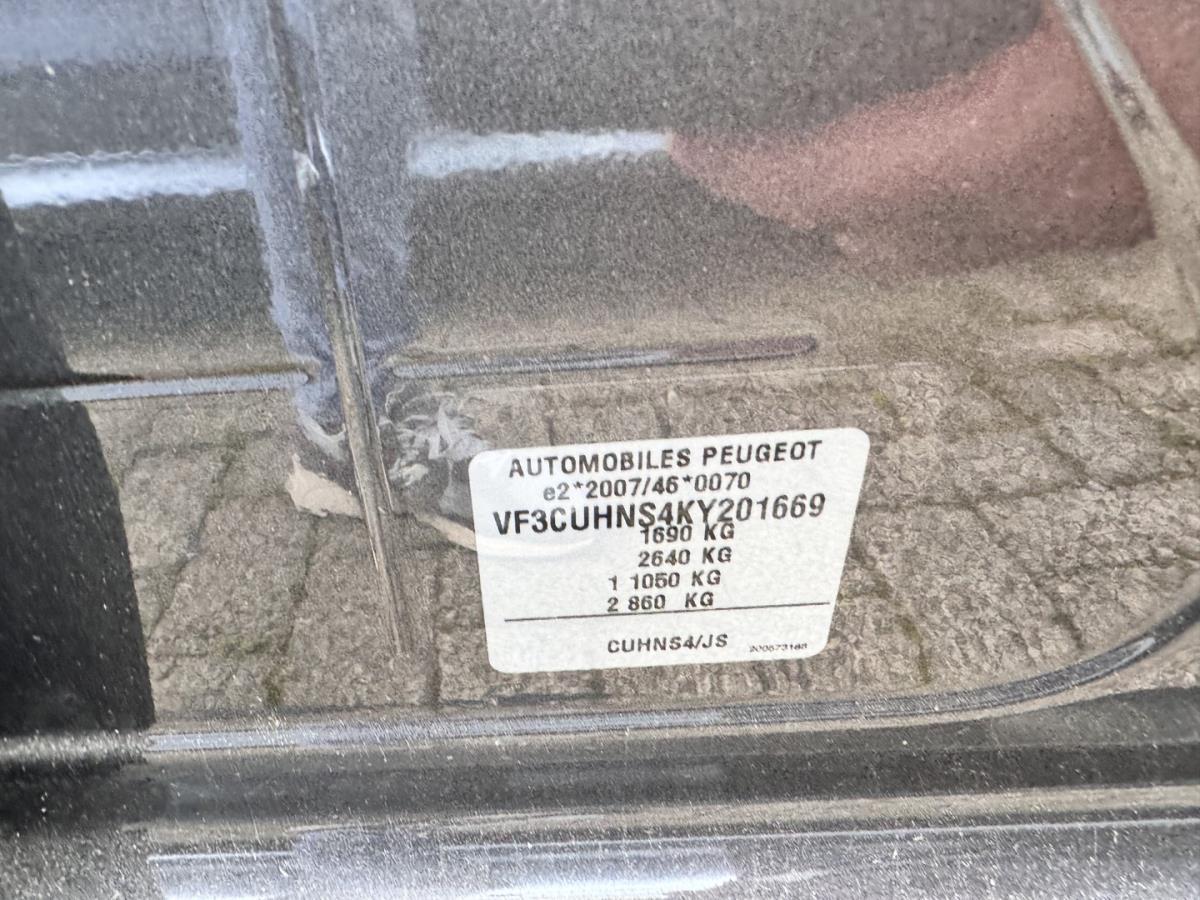 AUTOMOBILES PEUGEOT
e2*2007/46*0070
VF3CUHNS4KY201669
1690 KG
2640 KG
1 1050 KG
2 860 KG
CUHNS4/JS